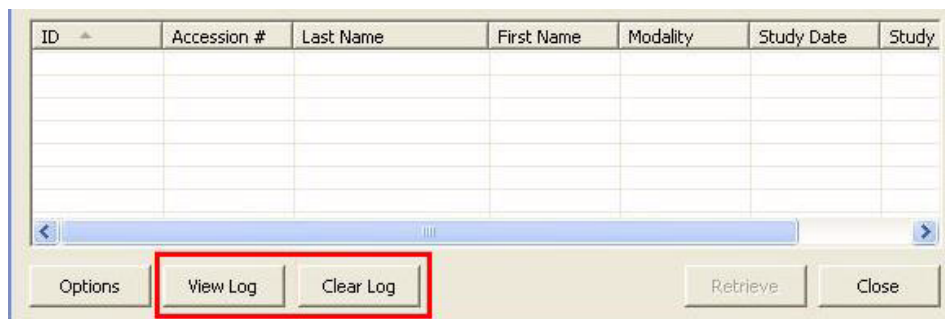 ID Accession # Last Name First Name Modality Study Date Study
Options View Log Clear Log Retrieve Close